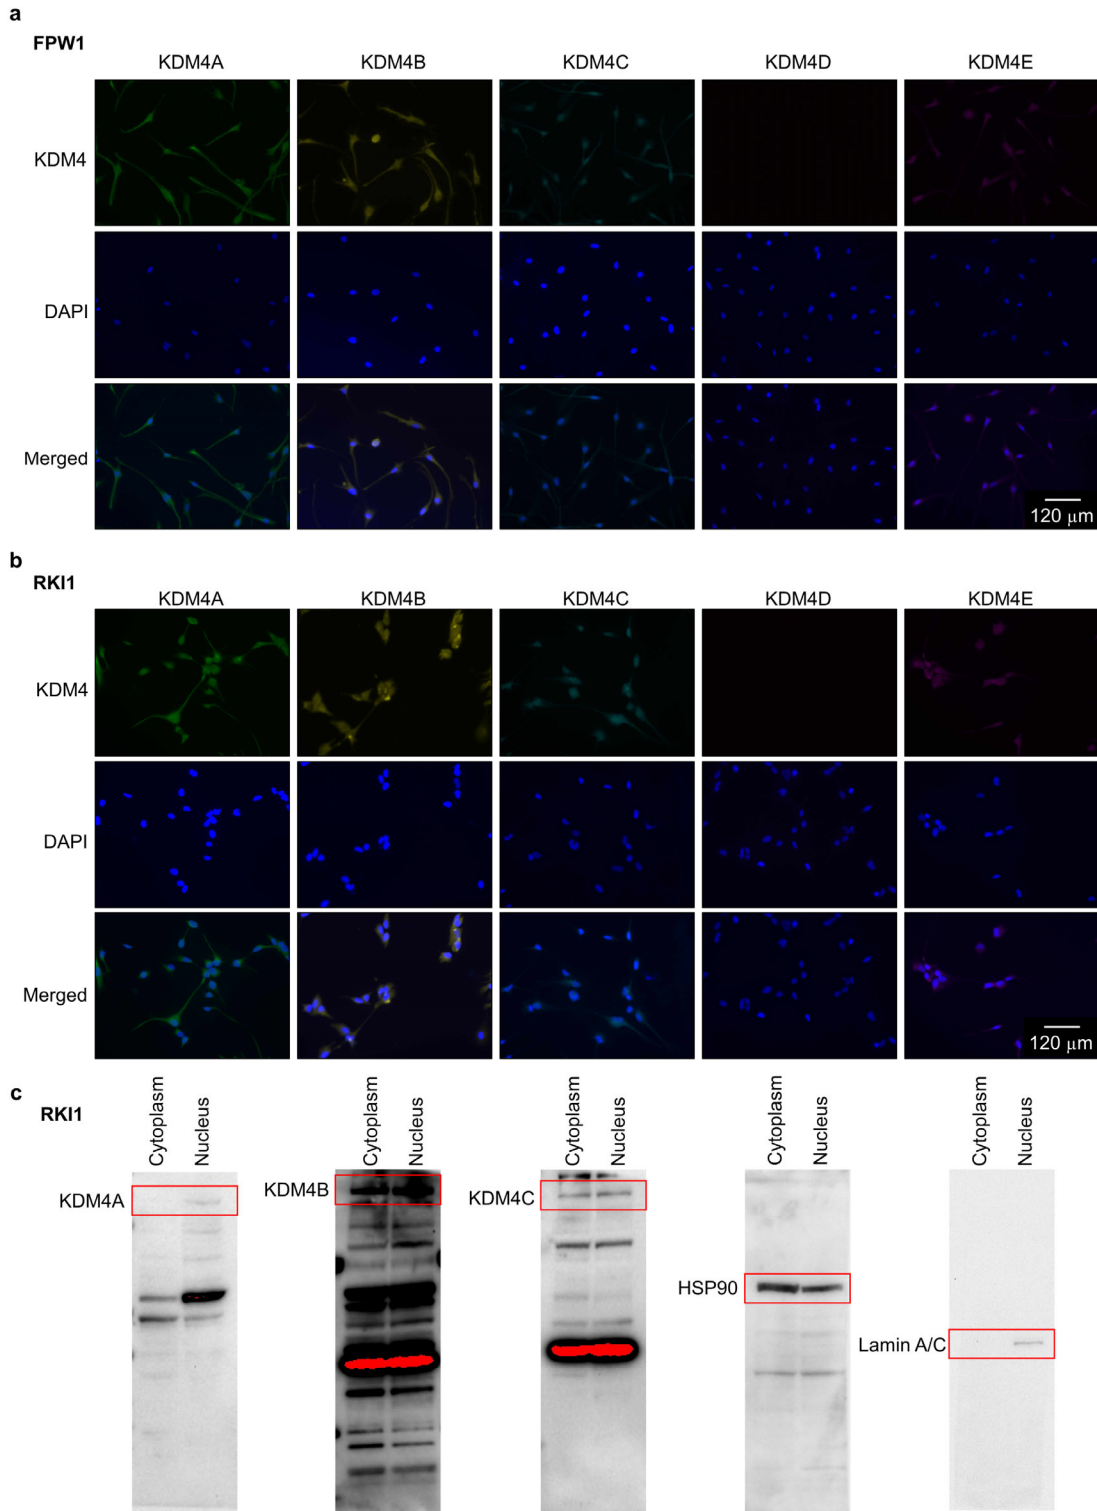 a
FPW1
KDM4A KDM4B KDM4C KDM4D KDM4E
KDM4
DAPI
Merged
120 μm
b
RKI1
KDM4A KDM4B KDM4C KDM4D KDM4E
KDM4
DAPI
Merged
120 μm
c
RKI1
Cytoplasm Nucleus Cytoplasm Nucleus Cytoplasm Nucleus Cytoplasm Nucleus Cytoplasm Nucleus
KDM4A
KDM4B
KDM4C
HSP90
Lamin A/C